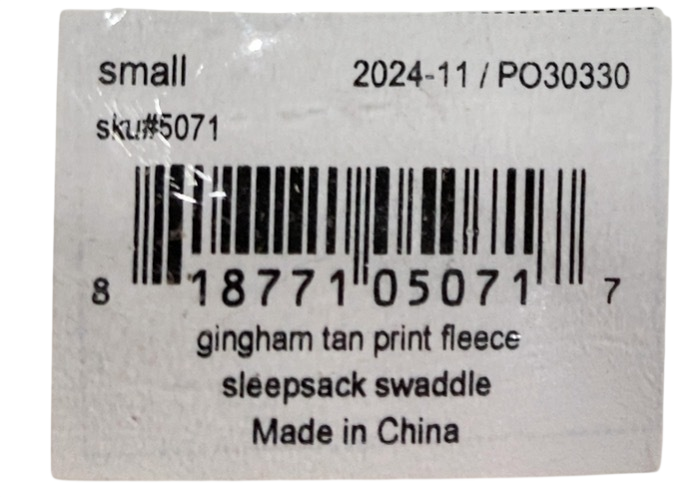 small 2024-11 / PO30330
sku#5071
8 18771 05071 7
gingham tan print fleece
sleepsack swaddle
Made in China